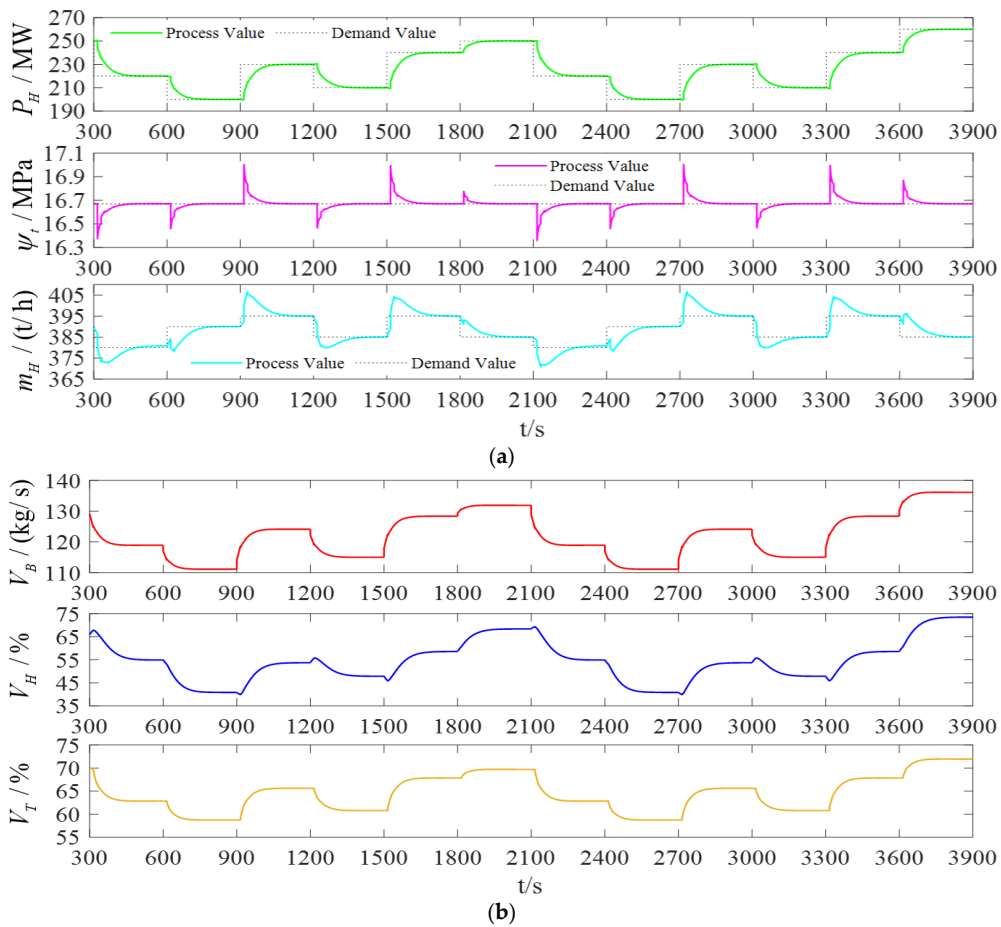 270
250
230
210
190
P_H / MW
Process Value Demand Value
300 600 900 1200 1500 1800 2100 2400 2700 3000 3300 3600 3900
17.1
16.9
16.7
16.5
16.3
ψ_t / MPa
Process Value
Demand Value
300 600 900 1200 1500 1800 2100 2400 2700 3000 3300 3600 3900
405
395
385
375
365
m_H / (t/ h)
Process Value Demand Value
300 600 900 1200 1500 1800 2100 2400 2700 3000 3300 3600 3900
t/s
(a)
140
130
120
110
V_B / (kg/ s)
300 600 900 1200 1500 1800 2100 2400 2700 3000 3300 3600 3900
75
65
55
45
35
V_H / %
300 600 900 1200 1500 1800 2100 2400 2700 3000 3300 3600 3900
75
70
65
60
55
V_T / %
300 600 900 1200 1500 1800 2100 2400 2700 3000 3300 3600 3900
t/s
(b)